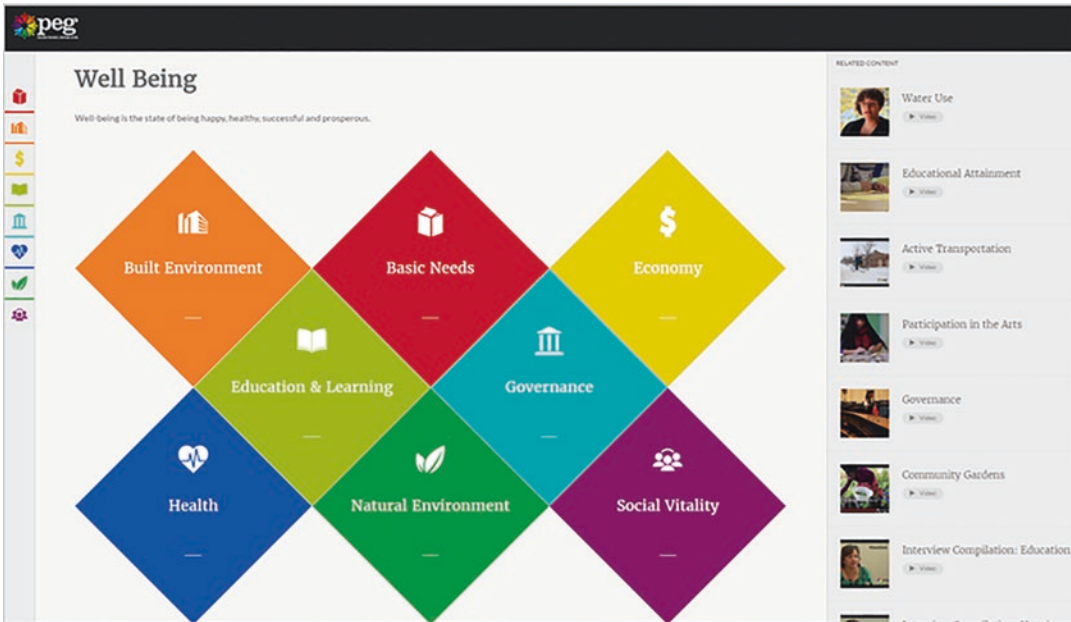 peg
Well Being
Well-being is the state of being happy, healthy, successful and prosperous.
Built Environment
Basic Needs
Economy
Education & Learning
Governance
Health
Natural Environment
Social Vitality
RELATED CONTENT
Water Use
Video
Educational Attainment
Video
Active Transportation
Video
Participation in the Arts
Video
Governance
Video
Community Gardens
Video
Interview Compilation: Education
Video